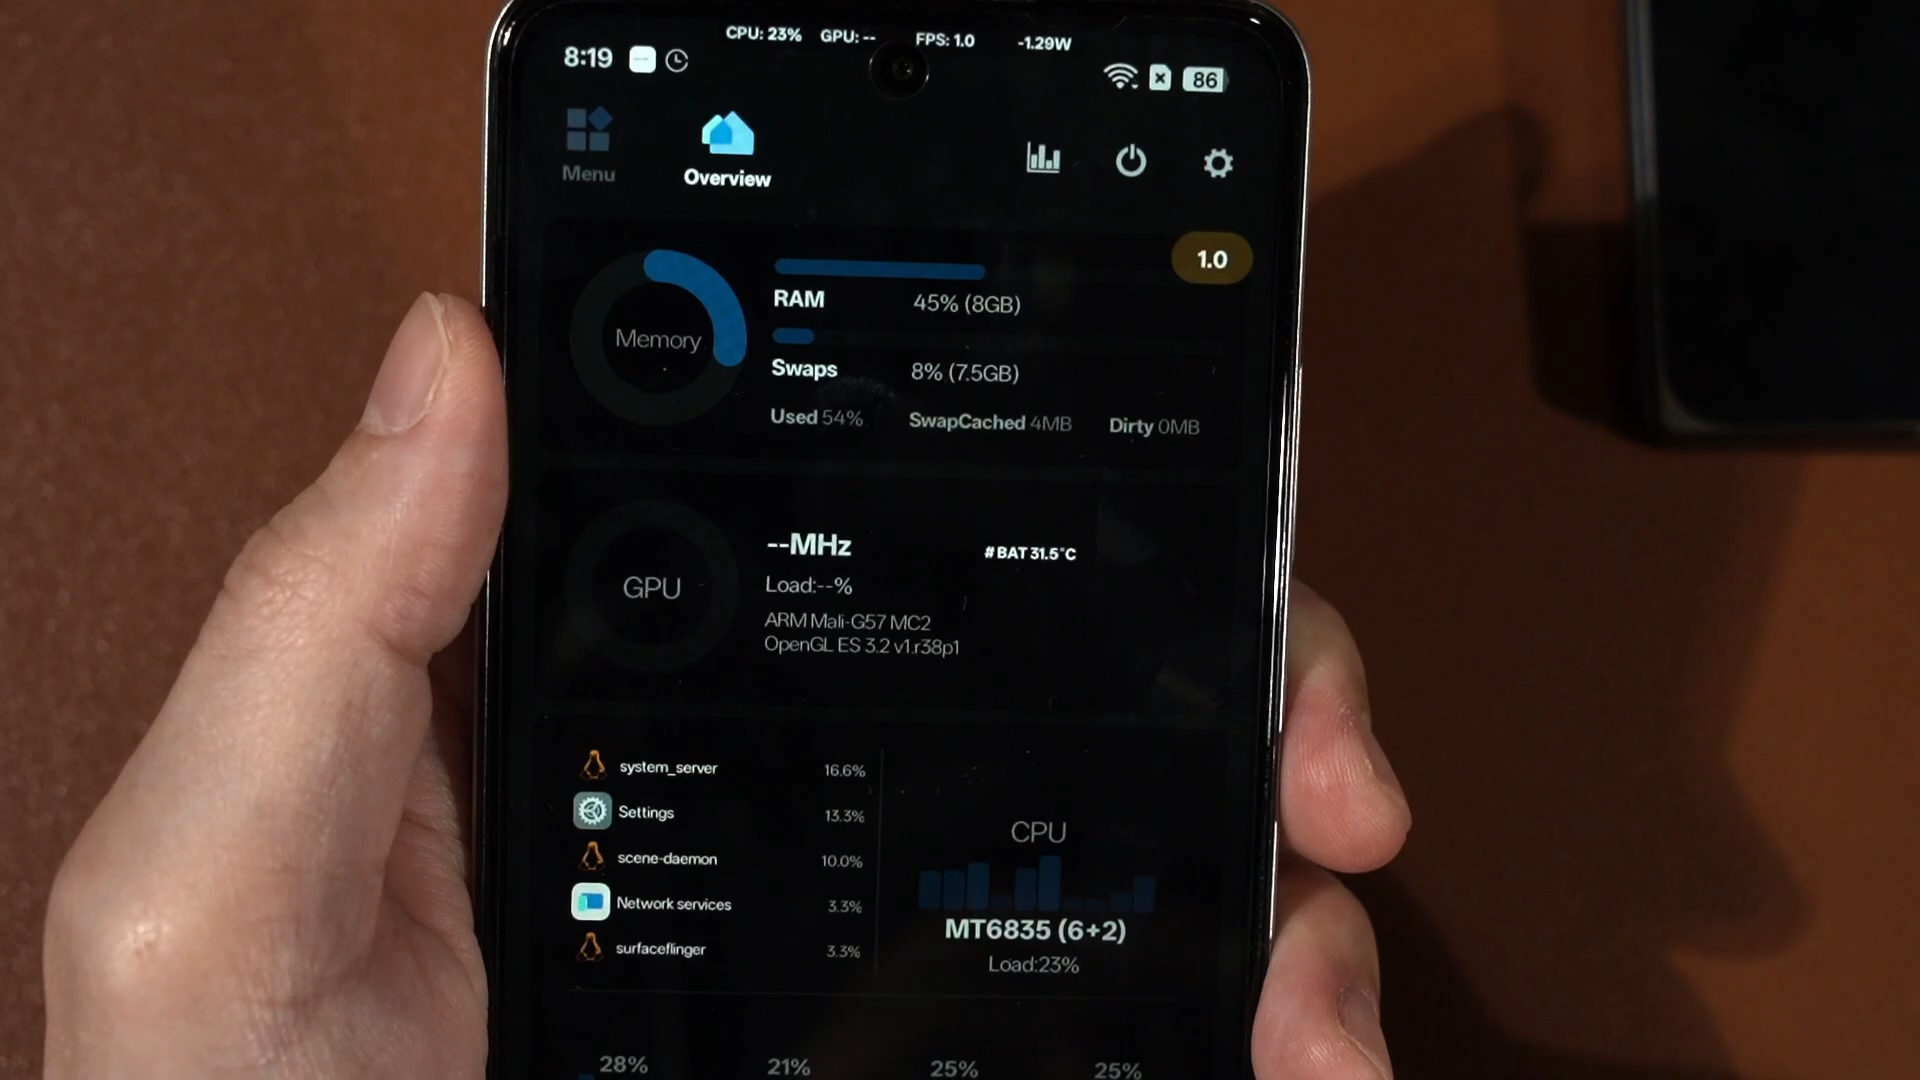 CPU: 23% GPU: -- FPS: 1.0 -1.29W
8:19 86
Menu Overview
1.0
Memory
RAM 45% (8GB)
Swaps 8% (7.5GB)
Used 54% SwapCached 4MB Dirty 0MB
GPU
--MHz #BAT 31.5°C
Load:--%
ARM Mali-G57 MC2
OpenGL ES 3.2 v1.r38p1
system_server 16.6%
Settings 13.3%
scene-daemon 10.0%
Network services 3.3%
surfaceflinger 3.3%
CPU
MT6835 (6+2)
Load:23%
28% 21% 25% 25%